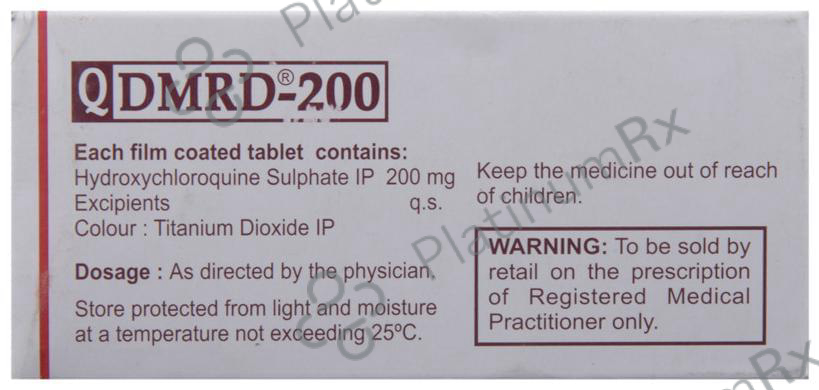 QDMRD®-200
Each film coated tablet contains:
Hydroxychloroquine Sulphate IP 200 mg
Excipients q.s.
Colour : Titanium Dioxide IP
Dosage : As directed by the physician.
Store protected from light and moisture
at a temperature not exceeding 25ºC.
Keep the medicine out of reach
of children.
WARNING: To be sold by
retail on the prescription
of Registered Medical
Practitioner only.
PlatinumRx